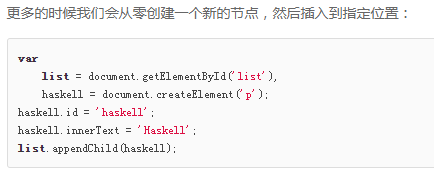 更多的时候我们会从零创建一个新的节点，然后插入到指定位置：
var
    list = document.getElementById('list'),
    haskell = document.createElement('p');
haskell.id = 'haskell';
haskell.innerText = 'Haskell';
list.appendChild(haskell);